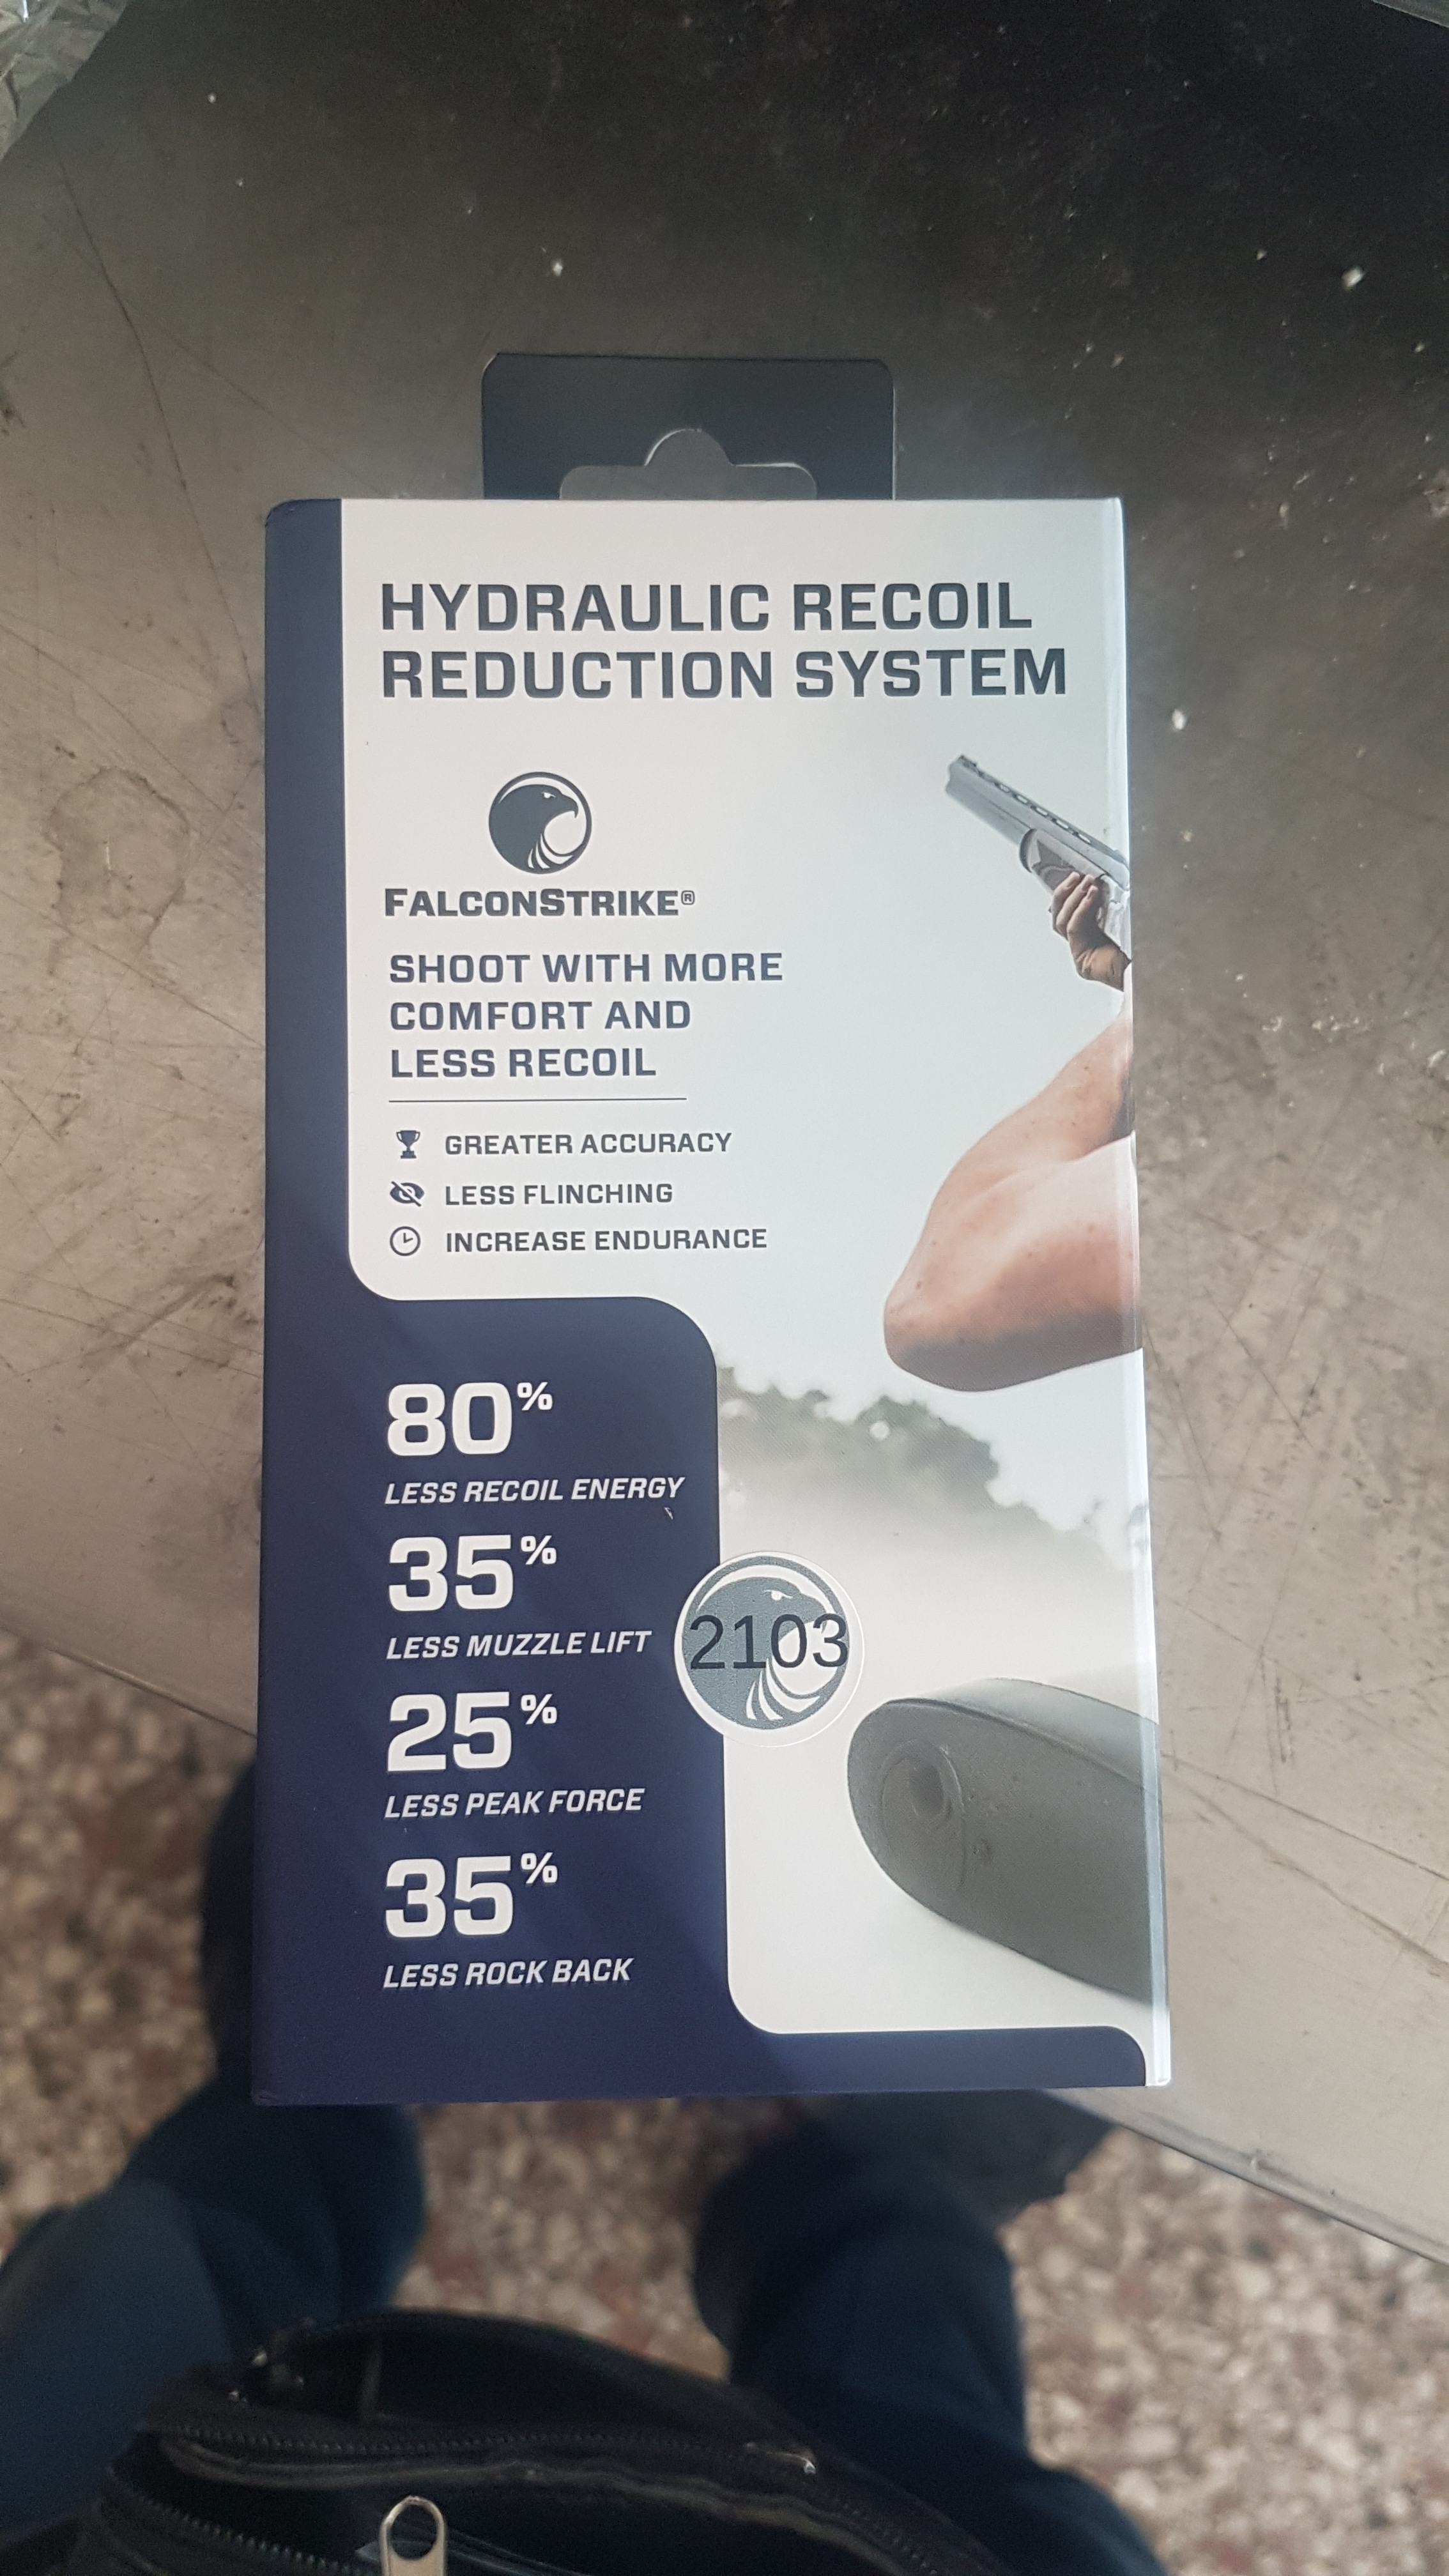 HYDRAULIC RECOIL
REDUCTION SYSTEM
FALCONSTRIKE®
SHOOT WITH MORE
COMFORT AND
LESS RECOIL
GREATER ACCURACY
LESS FLINCHING
INCREASE ENDURANCE
80%
LESS RECOIL ENERGY
35%
LESS MUZZLE LIFT
2103
25%
LESS PEAK FORCE
35%
LESS ROCK BACK